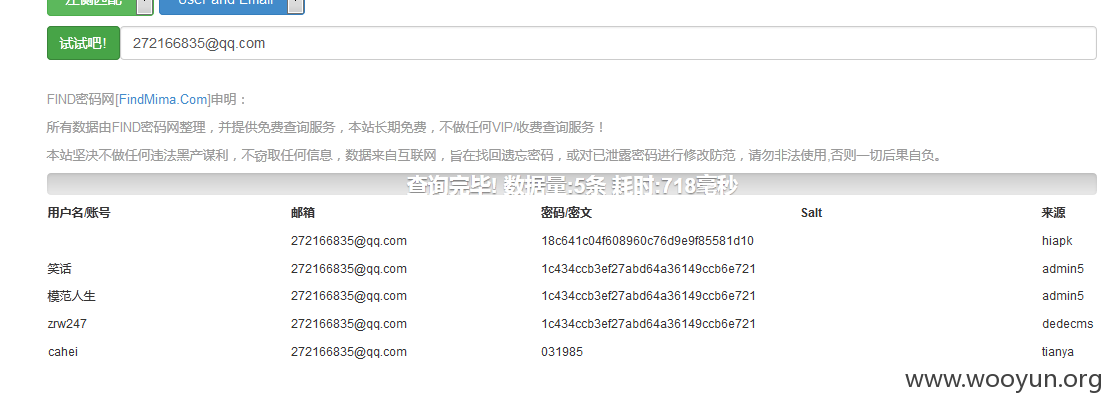 左侧匹配 User and Email
试试吧! 272166835@qq.com
FIND密码网[FindMima.Com]申明：
所有数据由FIND密码网整理，并提供免费查询服务，本站长期免费，不做任何VIP/收费查询服务！
本站坚决不做任何违法黑产谋利，不窃取任何信息，数据来自互联网，旨在找回遗忘密码，或对已泄露密码进行修改防范，请勿非法使用,否则一切后果自负。
查询完毕! 数据量:5条 耗时:718毫秒
用户名/账号 邮箱 密码/密文 Salt 来源
272166835@qq.com 18c641c04f608960c76d9e9f85581d10 hiapk
笑话 272166835@qq.com 1c434ccb3ef27abd64a36149ccb6e721 admin5
模范人生 272166835@qq.com 1c434ccb3ef27abd64a36149ccb6e721 admin5
zrw247 272166835@qq.com 1c434ccb3ef27abd64a36149ccb6e721 dedecms
cahei 272166835@qq.com 031985 tianya
www.wooyun.org